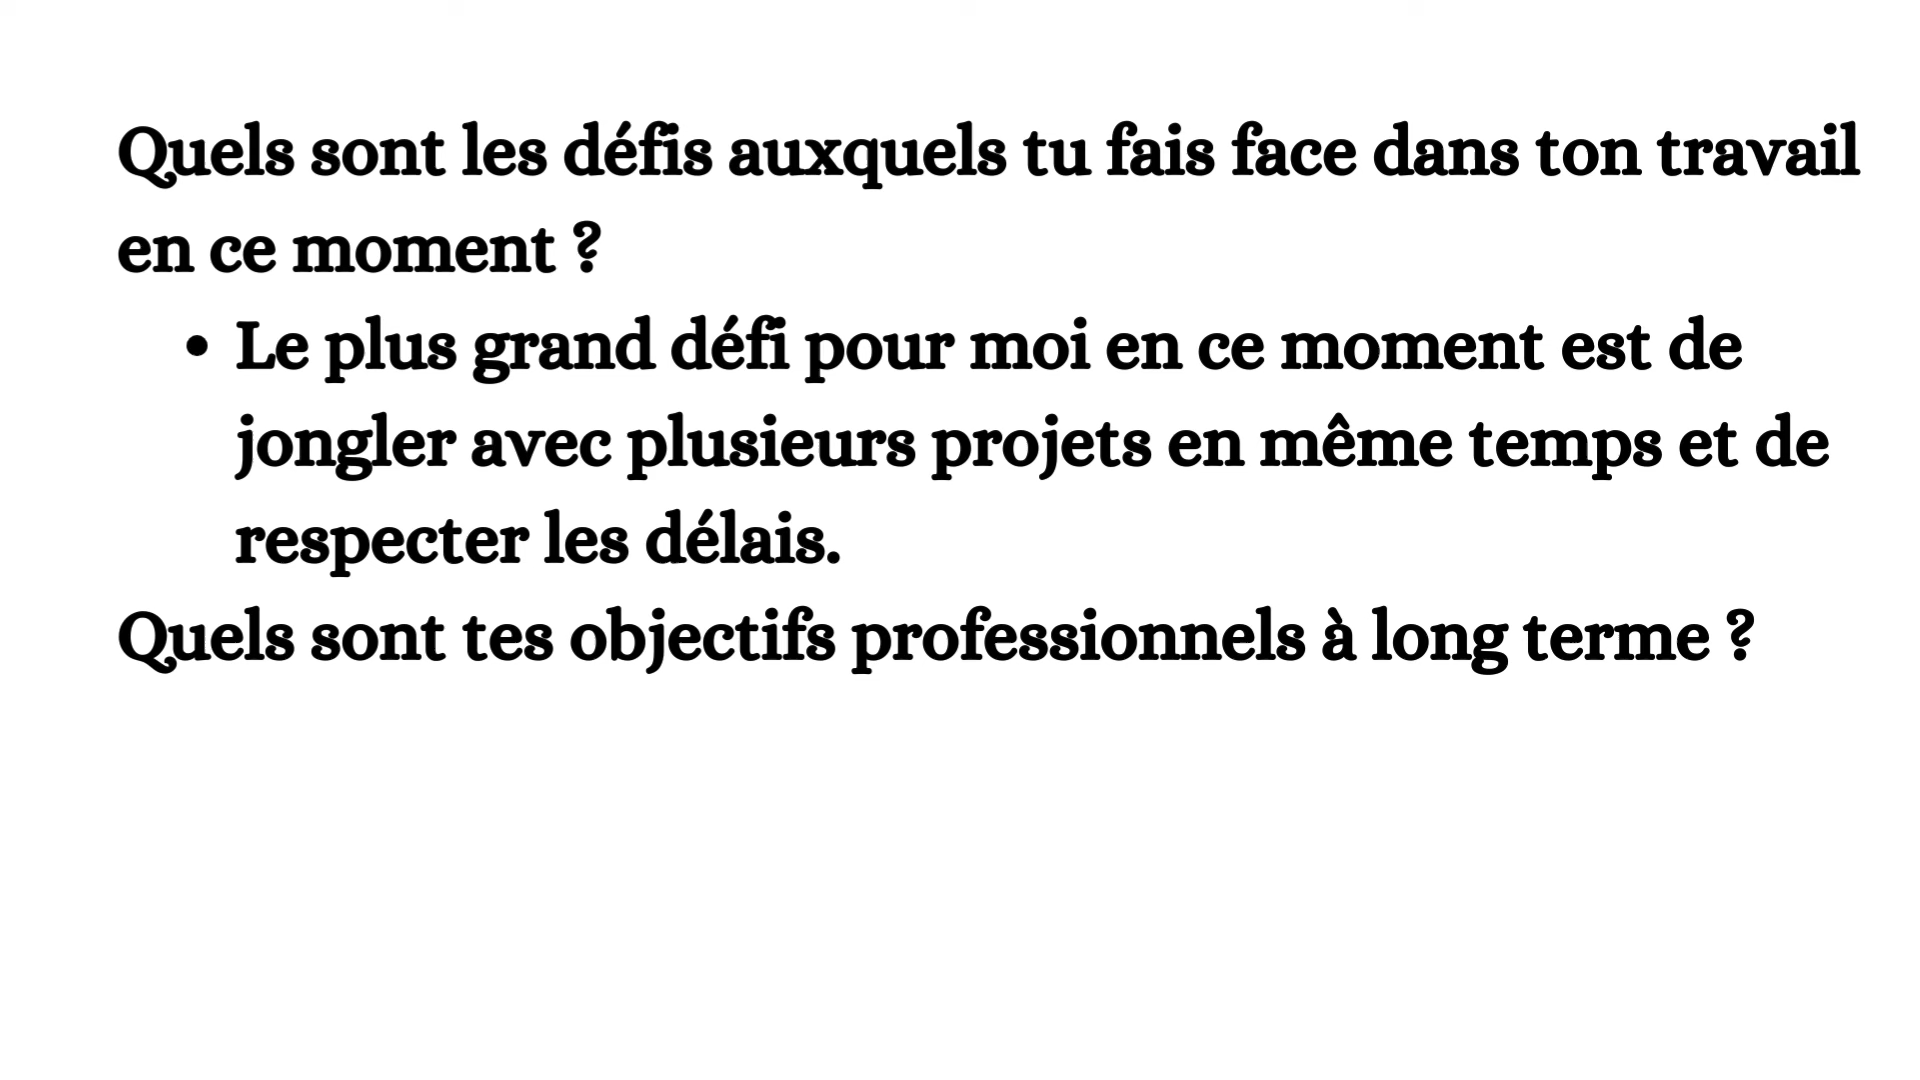 Quels sont les défis auxquels tu fais face dans ton travail
en ce moment ?
• Le plus grand défi pour moi en ce moment est de
jongler avec plusieurs projets en même temps et de
respecter les délais.
Quels sont tes objectifs professionnels à long terme ?